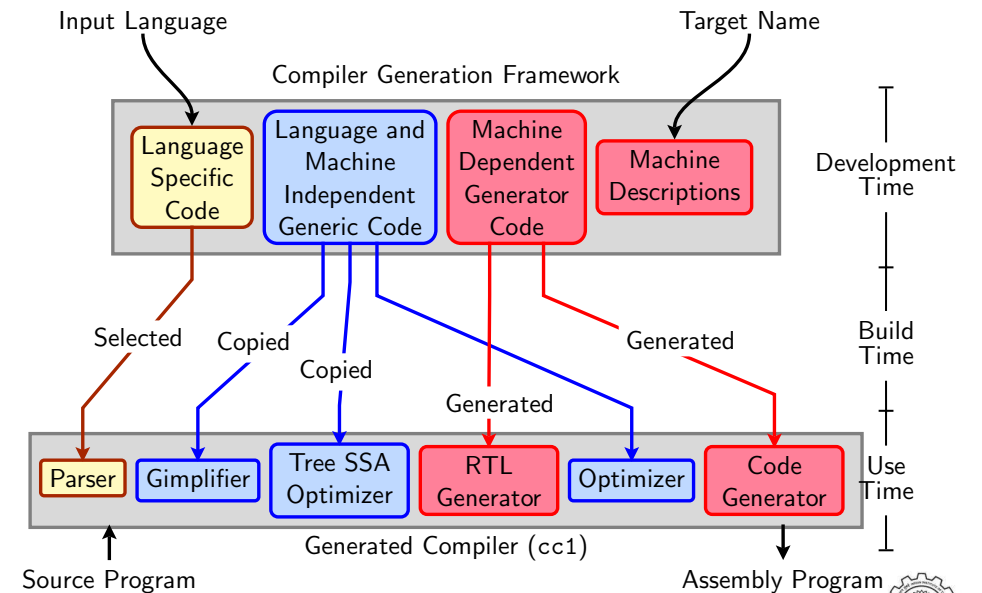 Input Language
Target Name
Compiler Generation Framework
Language
Specific
Code
Language and
Machine
Independent
Generic Code
Machine
Dependent
Generator
Code
Machine
Descriptions
Development
Time
Selected
Copied
Copied
Generated
Generated
Build
Time
Parser
Gimplifier
Tree SSA
Optimizer
RTL
Generator
Optimizer
Code
Generator
Use
Time
Generated Compiler (cc1)
Source Program
Assembly Program